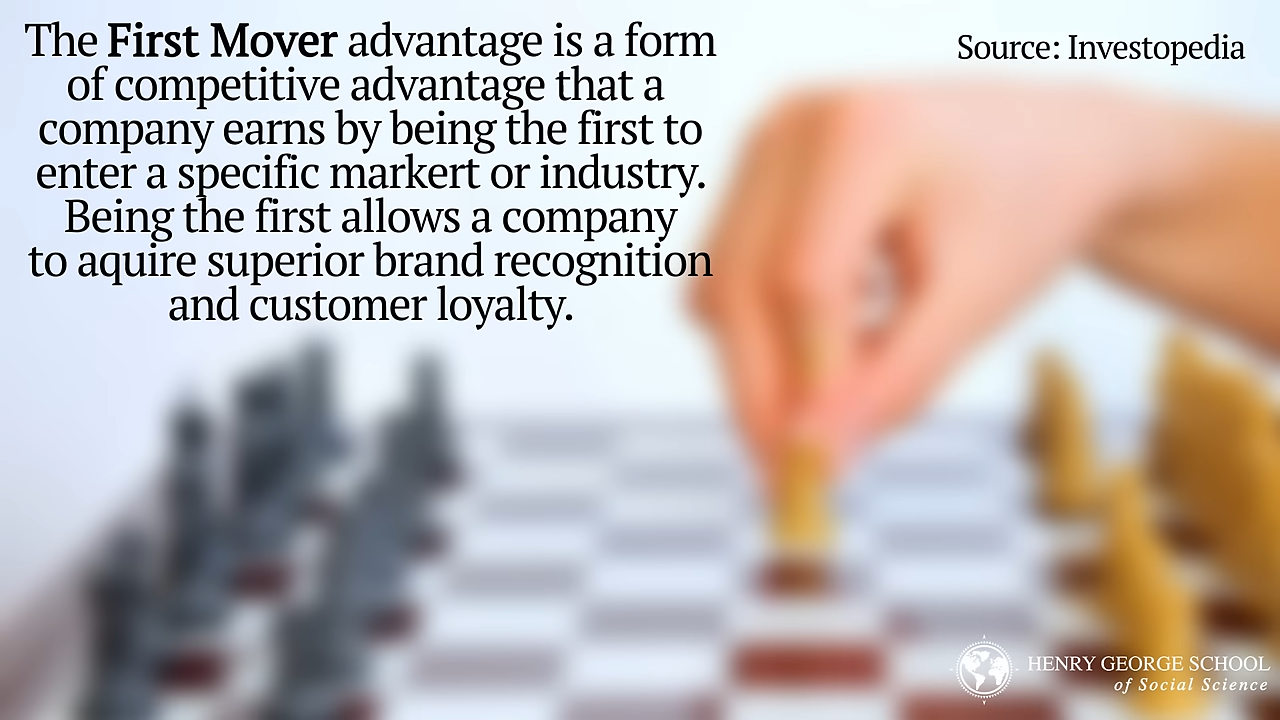 The First Mover advantage is a form
of competitive advantage that a
company earns by being the first to
enter a specific markert or industry.
Being the first allows a company
to aquire superior brand recognition
and customer loyalty.
Source: Investopedia
HENRY GEORGE SCHOOL
of Social Science